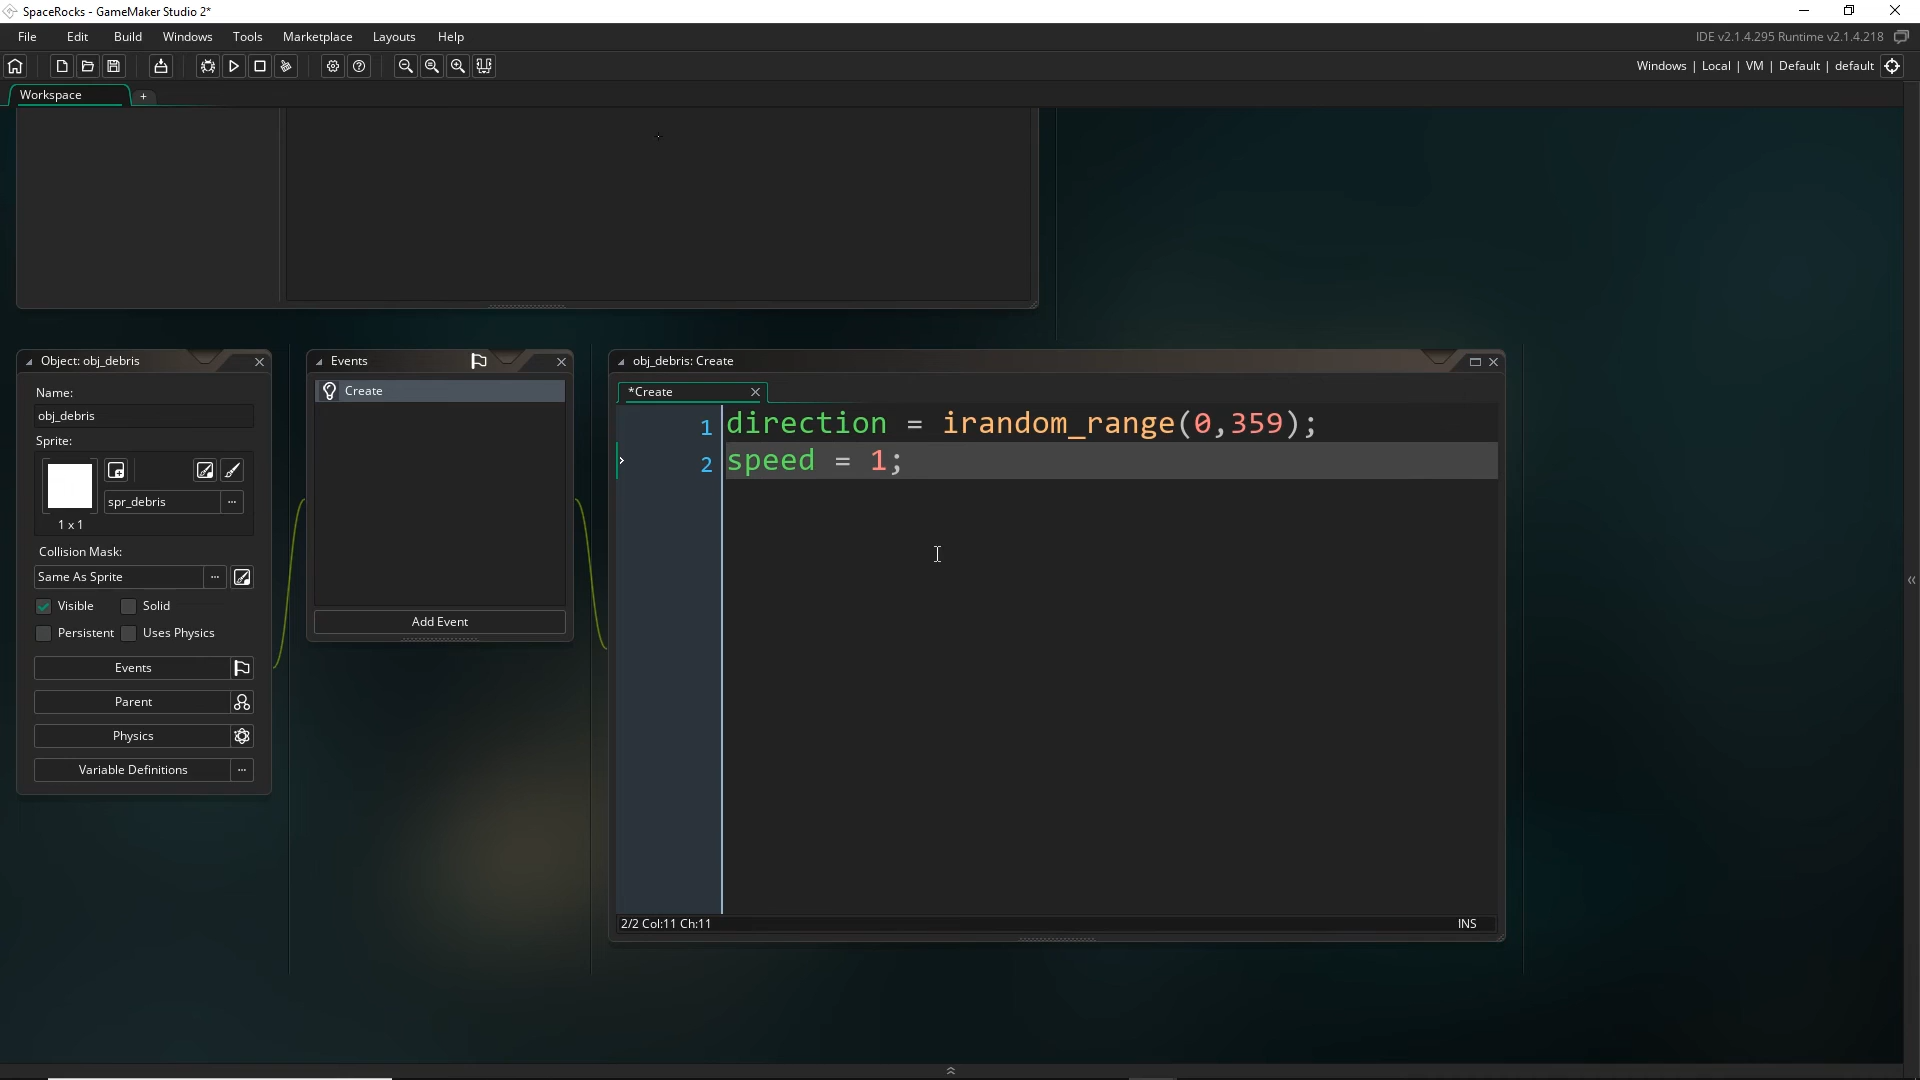 SpaceRocks - GameMaker Studio 2*
File Edit Build Windows Tools Marketplace Layouts Help
IDE v2.1.4.295 Runtime v2.1.4.218
Windows | Local | VM | Default | default
Workspace
+
Object: obj_debris
Name:
obj_debris
Sprite:
spr_debris
1 x 1
Collision Mask:
Same As Sprite
Visible Solid
Persistent Uses Physics
Events
Parent
Physics
Variable Definitions
Events
Create
Add Event
obj_debris: Create
*Create
1 direction = irandom_range(0,359);
2 speed = 1;
2/2 Col:11 Ch:11
INS